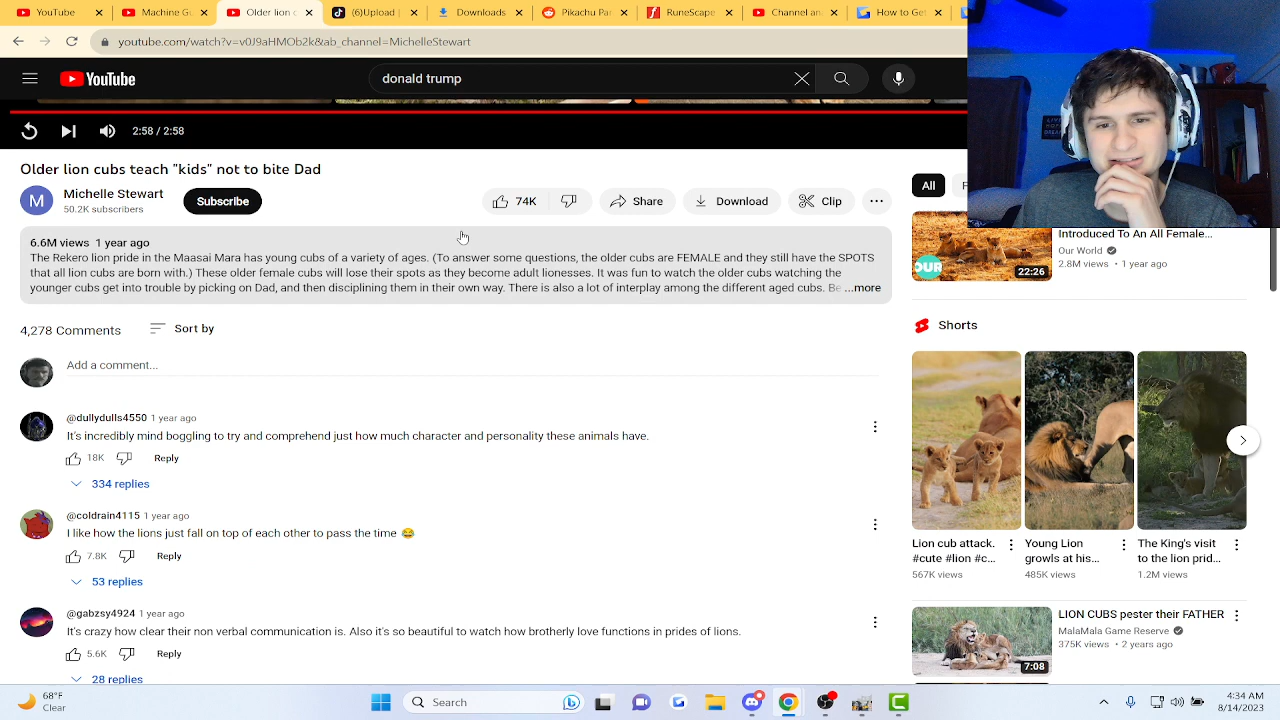 YouTube
Machine Gu
Older lion c
@6Opium
Downloads
Pikachu Pa
RuneScape
Channel an
How to Ge
youtube.com/watch?v=v0J9aHMOb2k&ab_channel=MichelleStewart
YouTube
donald trump
2:58 / 2:58
Older lion cubs teach "kids" not to bite Dad
M
Michelle Stewart
50.2K subscribers
Subscribe
74K
Share
Download
Clip
6.6M views 1 year ago
The Rekero lion pride in the Maasai Mara has young cubs of a variety of ages. (To answer some questions, the older cubs are FEMALE and they still have the SPOTS
that all lion cubs are born with.) These older female cubs will lose their spots as they become adult lionesses. It was fun to watch the older cubs watching the
younger cubs get into trouble by picking on Dad, and then disciplining them in their own way. There is also a lot of interplay among the different aged cubs. Be ...more
4,278 Comments
Sort by
Add a comment...
@dullydulls4550 1 year ago
It's incredibly mind boggling to try and comprehend just how much character and personality these animals have.
18K
Reply
334 replies
@coldrain4115 1 year ago
I like how the lions just fall on top of each other to pass the time 😂
7.8K
Reply
53 replies
@gabzsy4924 1 year ago
It's crazy how clear their non verbal communication is. Also it's so beautiful to watch how brotherly love functions in prides of lions.
5.6K
Reply
28 replies
All
F
OUR
22:26
Introduced To An All Female...
Our World
2.8M views • 1 year ago
Shorts
Lion cub attack.
#cute #lion #c...
567K views
Young Lion
growls at his...
485K views
The King's visit
to the lion prid...
1.2M views
7:08
LION CUBS pester their FATHER
MalaMala Game Reserve
375K views • 2 years ago
68°F
Clear
Search
4:34 AM
8/14/2023